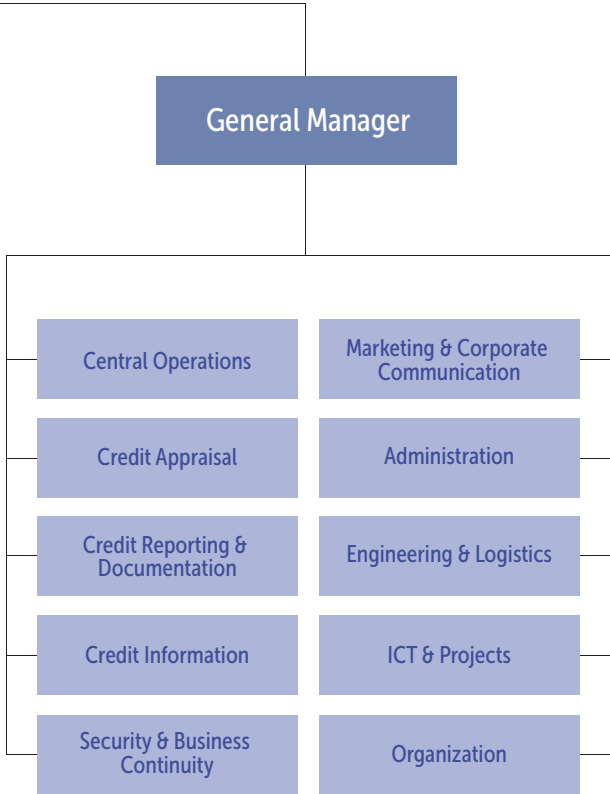 General Manager
Central Operations
Marketing & Corporate
Communication
Credit Appraisal
Administration
Credit Reporting &
Documentation
Engineering & Logistics
Credit Information
ICT & Projects
Security & Business
Continuity
Organization